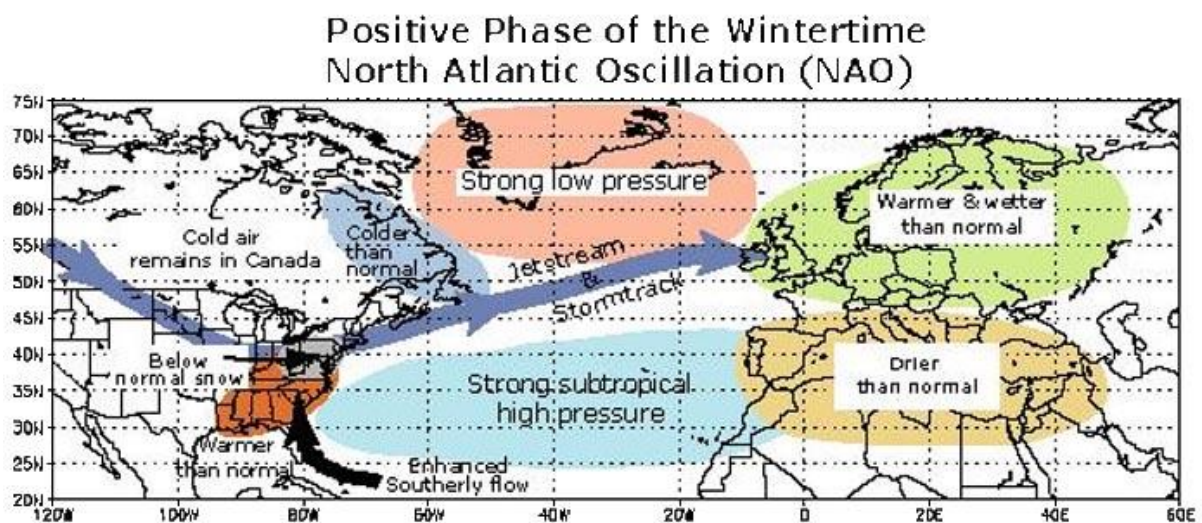 Positive Phase of the Wintertime
North Atlantic Oscillation (NAO)
75N
70N
65N
60N
55N
50N
45N
40N
35N
30N
25N
20N
Strong low pressure
Warmer & wetter
than normal
Cold air
remains in Canada
Colder
than
normal
Jetstream
&
Stormtrack
Below
normal snow
Strong subtropical
high pressure
Drier
than normal
Warmer
than normal
Enhanced
Southerly flow
120W 100W 80W 60W 40W 20W 0 20E 40E 60E